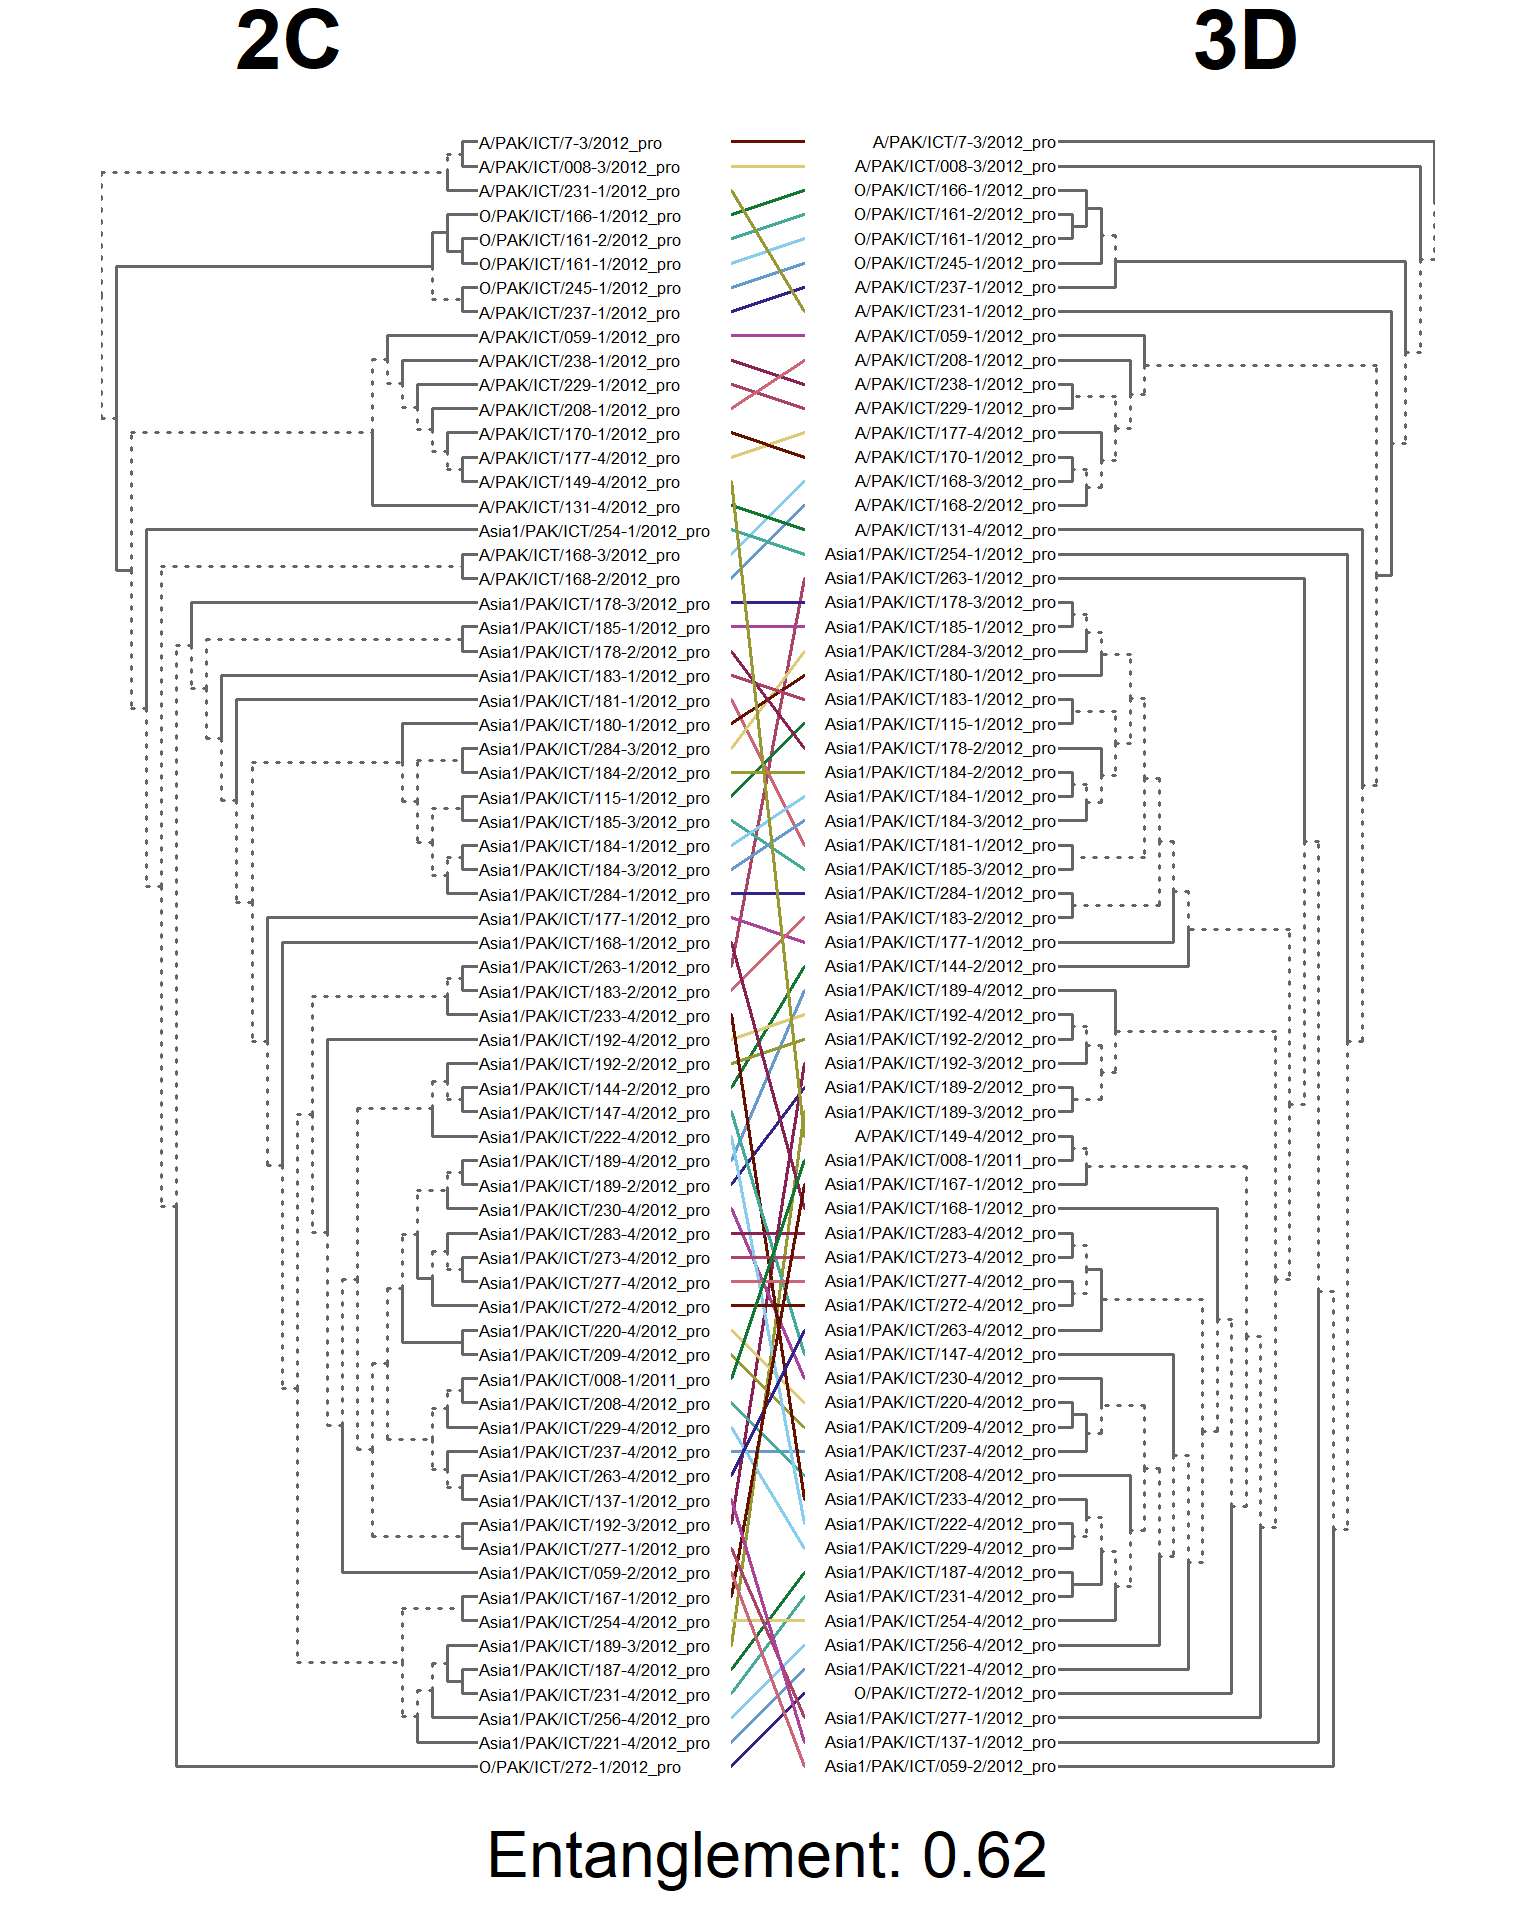 2C 3D
A/PAK/ICT/7-3/2012_pro A/PAK/ICT/7-3/2012_pro
A/PAK/ICT/008-3/2012_pro A/PAK/ICT/008-3/2012_pro
A/PAK/ICT/231-1/2012_pro O/PAK/ICT/166-1/2012_pro
O/PAK/ICT/166-1/2012_pro O/PAK/ICT/161-2/2012_pro
O/PAK/ICT/161-2/2012_pro O/PAK/ICT/161-1/2012_pro
O/PAK/ICT/161-1/2012_pro O/PAK/ICT/245-1/2012_pro
O/PAK/ICT/245-1/2012_pro A/PAK/ICT/237-1/2012_pro
A/PAK/ICT/237-1/2012_pro A/PAK/ICT/231-1/2012_pro
A/PAK/ICT/059-1/2012_pro A/PAK/ICT/059-1/2012_pro
A/PAK/ICT/238-1/2012_pro A/PAK/ICT/208-1/2012_pro
A/PAK/ICT/229-1/2012_pro A/PAK/ICT/238-1/2012_pro
A/PAK/ICT/208-1/2012_pro A/PAK/ICT/229-1/2012_pro
A/PAK/ICT/170-1/2012_pro A/PAK/ICT/177-4/2012_pro
A/PAK/ICT/177-4/2012_pro A/PAK/ICT/170-1/2012_pro
A/PAK/ICT/149-4/2012_pro A/PAK/ICT/168-3/2012_pro
A/PAK/ICT/131-4/2012_pro A/PAK/ICT/168-2/2012_pro
Asia1/PAK/ICT/254-1/2012_pro A/PAK/ICT/131-4/2012_pro
A/PAK/ICT/168-3/2012_pro Asia1/PAK/ICT/254-1/2012_pro
A/PAK/ICT/168-2/2012_pro Asia1/PAK/ICT/263-1/2012_pro
Asia1/PAK/ICT/178-3/2012_pro Asia1/PAK/ICT/178-3/2012_pro
Asia1/PAK/ICT/185-1/2012_pro Asia1/PAK/ICT/185-1/2012_pro
Asia1/PAK/ICT/178-2/2012_pro Asia1/PAK/ICT/284-3/2012_pro
Asia1/PAK/ICT/183-1/2012_pro Asia1/PAK/ICT/180-1/2012_pro
Asia1/PAK/ICT/181-1/2012_pro Asia1/PAK/ICT/183-1/2012_pro
Asia1/PAK/ICT/180-1/2012_pro Asia1/PAK/ICT/115-1/2012_pro
Asia1/PAK/ICT/284-3/2012_pro Asia1/PAK/ICT/178-2/2012_pro
Asia1/PAK/ICT/184-2/2012_pro Asia1/PAK/ICT/184-2/2012_pro
Asia1/PAK/ICT/115-1/2012_pro Asia1/PAK/ICT/184-1/2012_pro
Asia1/PAK/ICT/185-3/2012_pro Asia1/PAK/ICT/184-3/2012_pro
Asia1/PAK/ICT/184-1/2012_pro Asia1/PAK/ICT/181-1/2012_pro
Asia1/PAK/ICT/184-3/2012_pro Asia1/PAK/ICT/185-3/2012_pro
Asia1/PAK/ICT/284-1/2012_pro Asia1/PAK/ICT/284-1/2012_pro
Asia1/PAK/ICT/177-1/2012_pro Asia1/PAK/ICT/183-2/2012_pro
Asia1/PAK/ICT/168-1/2012_pro Asia1/PAK/ICT/177-1/2012_pro
Asia1/PAK/ICT/263-1/2012_pro Asia1/PAK/ICT/144-2/2012_pro
Asia1/PAK/ICT/183-2/2012_pro Asia1/PAK/ICT/189-4/2012_pro
Asia1/PAK/ICT/233-4/2012_pro Asia1/PAK/ICT/192-4/2012_pro
Asia1/PAK/ICT/192-4/2012_pro Asia1/PAK/ICT/192-2/2012_pro
Asia1/PAK/ICT/192-2/2012_pro Asia1/PAK/ICT/192-3/2012_pro
Asia1/PAK/ICT/144-2/2012_pro Asia1/PAK/ICT/189-2/2012_pro
Asia1/PAK/ICT/147-4/2012_pro Asia1/PAK/ICT/189-3/2012_pro
Asia1/PAK/ICT/222-4/2012_pro A/PAK/ICT/149-4/2012_pro
Asia1/PAK/ICT/189-4/2012_pro Asia1/PAK/ICT/008-1/2011_pro
Asia1/PAK/ICT/189-2/2012_pro Asia1/PAK/ICT/167-1/2012_pro
Asia1/PAK/ICT/230-4/2012_pro Asia1/PAK/ICT/168-1/2012_pro
Asia1/PAK/ICT/283-4/2012_pro Asia1/PAK/ICT/283-4/2012_pro
Asia1/PAK/ICT/273-4/2012_pro Asia1/PAK/ICT/273-4/2012_pro
Asia1/PAK/ICT/277-4/2012_pro Asia1/PAK/ICT/277-4/2012_pro
Asia1/PAK/ICT/272-4/2012_pro Asia1/PAK/ICT/272-4/2012_pro
Asia1/PAK/ICT/220-4/2012_pro Asia1/PAK/ICT/263-4/2012_pro
Asia1/PAK/ICT/209-4/2012_pro Asia1/PAK/ICT/147-4/2012_pro
Asia1/PAK/ICT/008-1/2011_pro Asia1/PAK/ICT/230-4/2012_pro
Asia1/PAK/ICT/208-4/2012_pro Asia1/PAK/ICT/220-4/2012_pro
Asia1/PAK/ICT/229-4/2012_pro Asia1/PAK/ICT/209-4/2012_pro
Asia1/PAK/ICT/237-4/2012_pro Asia1/PAK/ICT/237-4/2012_pro
Asia1/PAK/ICT/263-4/2012_pro Asia1/PAK/ICT/208-4/2012_pro
Asia1/PAK/ICT/137-1/2012_pro Asia1/PAK/ICT/233-4/2012_pro
Asia1/PAK/ICT/192-3/2012_pro Asia1/PAK/ICT/222-4/2012_pro
Asia1/PAK/ICT/277-1/2012_pro Asia1/PAK/ICT/229-4/2012_pro
Asia1/PAK/ICT/059-2/2012_pro Asia1/PAK/ICT/187-4/2012_pro
Asia1/PAK/ICT/167-1/2012_pro Asia1/PAK/ICT/231-4/2012_pro
Asia1/PAK/ICT/254-4/2012_pro Asia1/PAK/ICT/254-4/2012_pro
Asia1/PAK/ICT/189-3/2012_pro Asia1/PAK/ICT/256-4/2012_pro
Asia1/PAK/ICT/187-4/2012_pro Asia1/PAK/ICT/221-4/2012_pro
Asia1/PAK/ICT/231-4/2012_pro O/PAK/ICT/272-1/2012_pro
Asia1/PAK/ICT/256-4/2012_pro Asia1/PAK/ICT/277-1/2012_pro
Asia1/PAK/ICT/221-4/2012_pro Asia1/PAK/ICT/137-1/2012_pro
O/PAK/ICT/272-1/2012_pro Asia1/PAK/ICT/059-2/2012_pro
Entanglement: 0.62